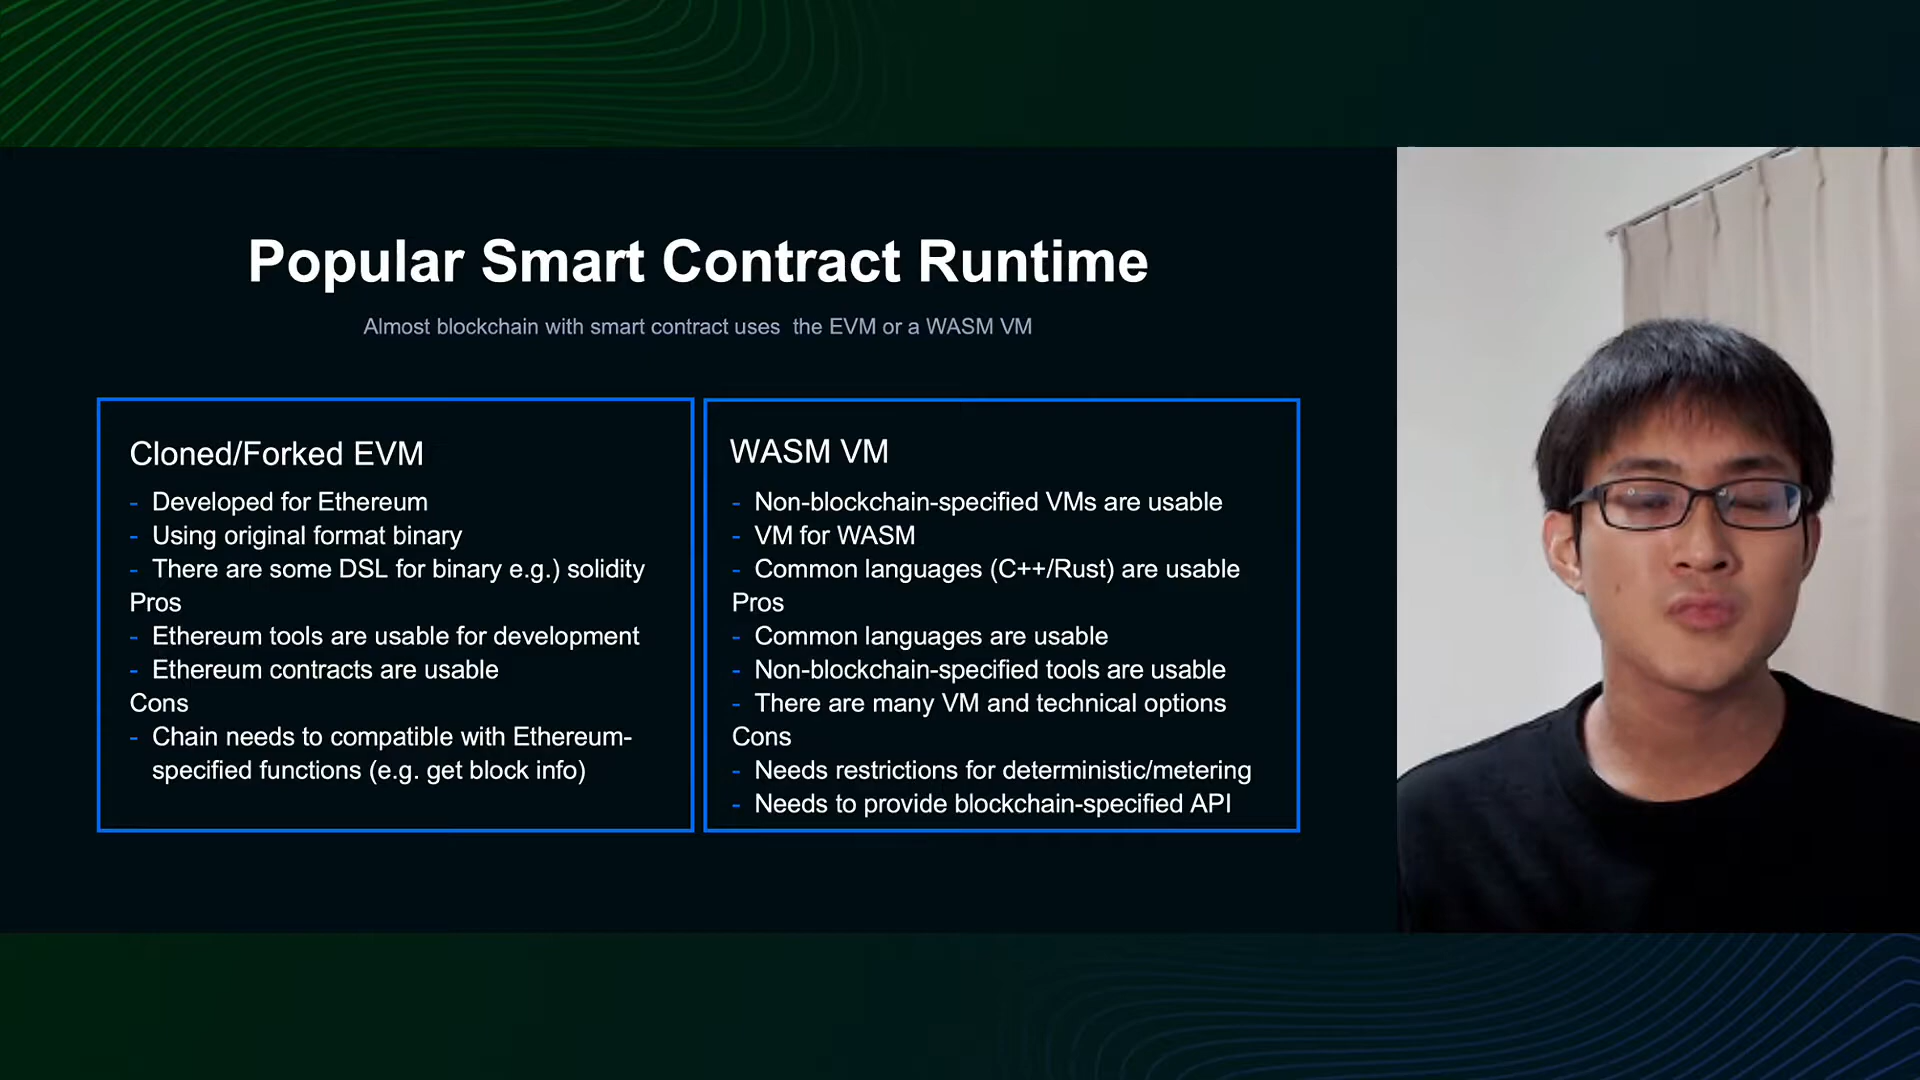 Popular Smart Contract Runtime
Almost blockchain with smart contract uses  the EVM or a WASM VM
Cloned/Forked EVM
- Developed for Ethereum
- Using original format binary
- There are some DSL for binary e.g.) solidity
Pros
- Ethereum tools are usable for development
- Ethereum contracts are usable
Cons
- Chain needs to compatible with Ethereum-
specified functions (e.g. get block info)
WASM VM
- Non-blockchain-specified VMs are usable
- VM for WASM
- Common languages (C++/Rust) are usable
Pros
- Common languages are usable
- Non-blockchain-specified tools are usable
- There are many VM and technical options
Cons
- Needs restrictions for deterministic/metering
- Needs to provide blockchain-specified API